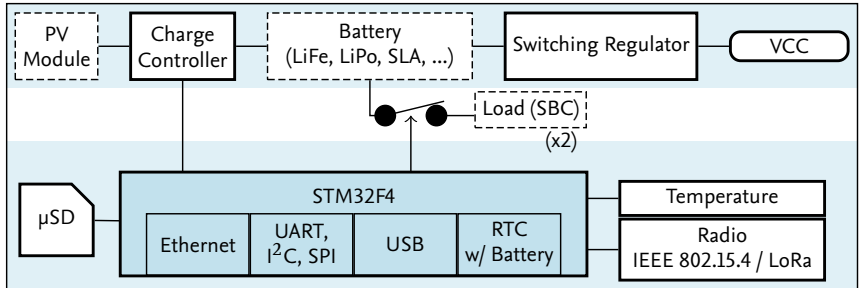 PV
Module
Charge
Controller
Battery
(LiFe, LiPo, SLA, ...)
Switching Regulator
VCC
Load (SBC)
(x2)
STM32F4
µSD
Ethernet
UART,
I²C, SPI
USB
RTC
w/ Battery
Temperature
Radio
IEEE 802.15.4 / LoRa